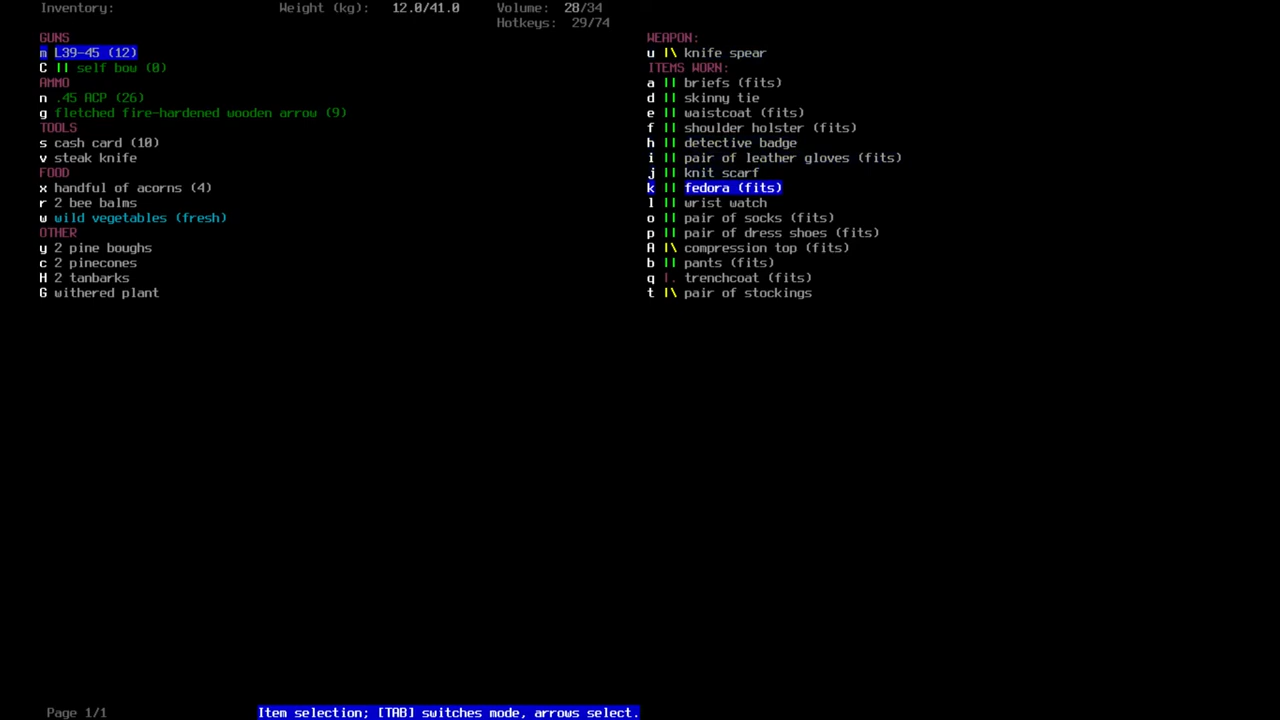 Inventory: Weight (kg): 12.0/41.0 Volume: 28/34
Hotkeys: 29/74
GUNS
m L39-45 (12)
C || self bow (0)
AMMO
n .45 ACP (26)
g fletched fire-hardened wooden arrow (9)
TOOLS
s cash card (10)
v steak knife
FOOD
x handful of acorns (4)
r 2 bee balms
w wild vegetables (fresh)
OTHER
y 2 pine boughs
c 2 pinecones
H 2 tanbarks
G withered plant
WEAPON:
u |\ knife spear
ITEMS WORN:
a || briefs (fits)
d || skinny tie
e || waistcoat (fits)
f || shoulder holster (fits)
h || detective badge
i || pair of leather gloves (fits)
j || knit scarf
k || fedora (fits)
l || wrist watch
o || pair of socks (fits)
p || pair of dress shoes (fits)
A |\ compression top (fits)
b || pants (fits)
q |. trenchcoat (fits)
t |\ pair of stockings
Page 1/1 Item selection; [TAB] switches mode, arrows select.